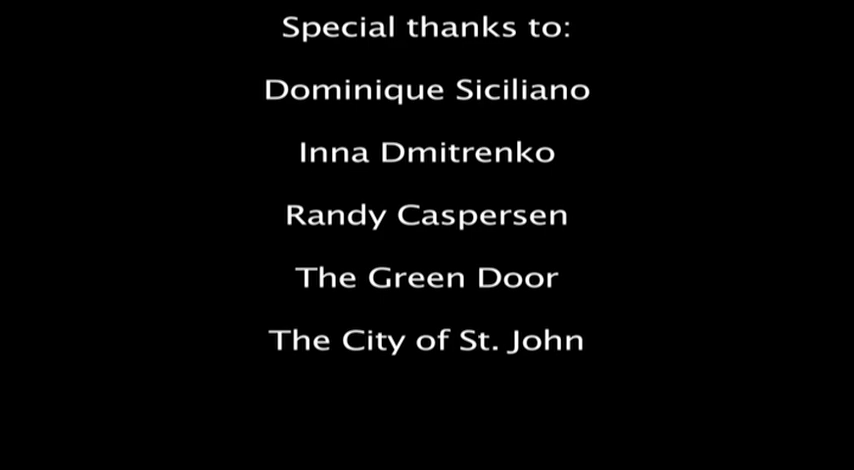 Special thanks to:
Dominique Siciliano
Inna Dmitrenko
Randy Caspersen
The Green Door
The City of St. John